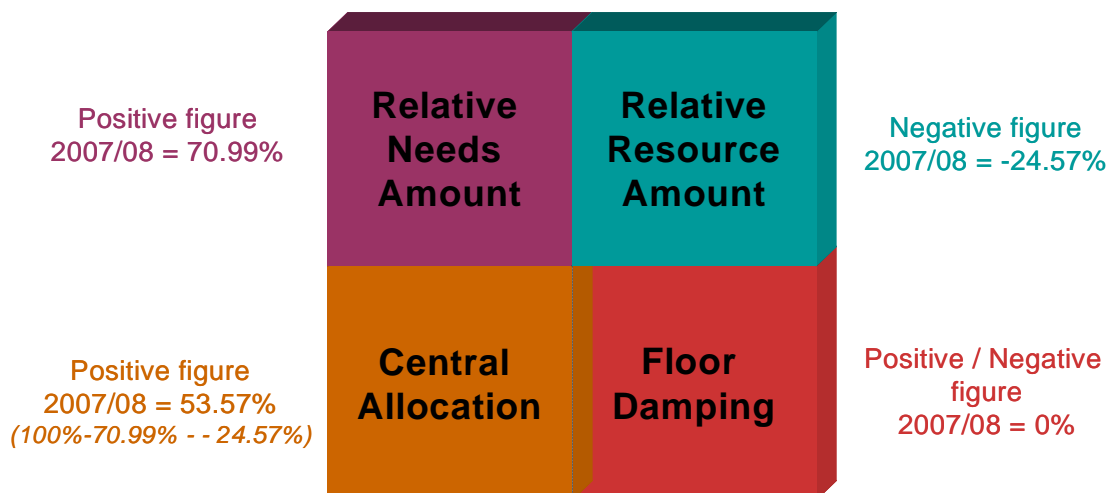 Positive figure
2007/08 = 70.99%
Relative
Needs
Amount
Relative
Resource
Amount
Negative figure
2007/08 = -24.57%
Positive figure
2007/08 = 53.57%
(100%-70.99% - - 24.57%)
Central
Allocation
Floor
Damping
Positive / Negative
figure
2007/08 = 0%